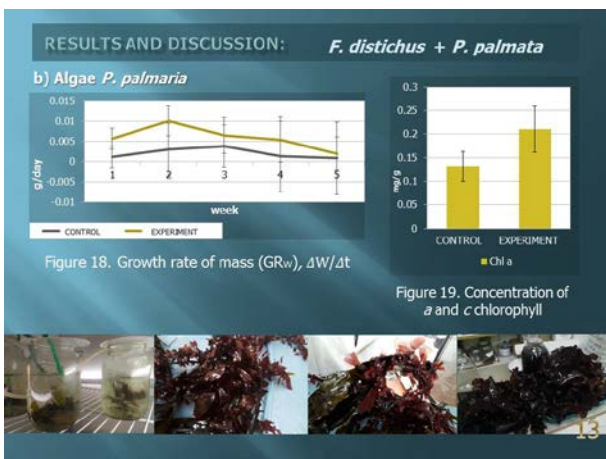 RESULTS AND DISCUSSION:
F. distichus + P. palmata
b) Algae P. palmaria
0.015
0.01
0.005
0
-0.005
-0.01
g/day
1 2 3 4 5
week
CONTROL EXPERIMENT
Figure 18. Growth rate of mass (GRw), ΔW/Δt
0.3
0.25
0.2
0.15
0.1
0.05
0
mg/g
CONTROL EXPERIMENT
Chl a
Figure 19. Concentration of
a and c chlorophyll
13